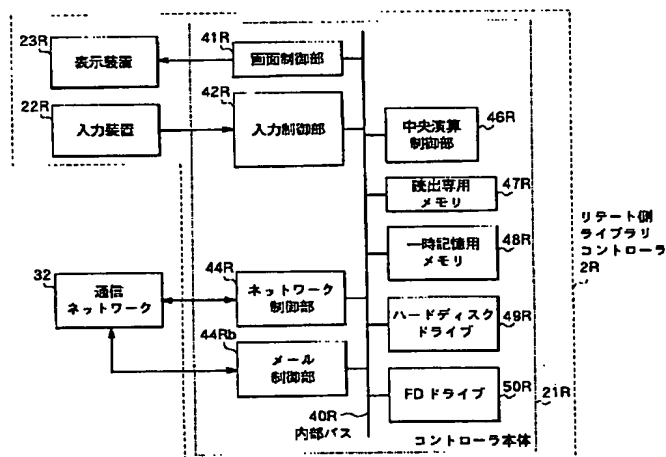 23R
表示装置
41R
画面制御部
22R
入力装置
42R
入力制御部
中央演算
制御部
46R
読出専用
メモリ
47R
一時記憶用
メモリ
48R
リテート側
ライブラリ
コントローラ
2R
32
通信
ネットワーク
44R
ネットワーク
制御部
ハードディスク
ドライブ
49R
44Rb
メール
制御部
FDドライブ
50R
21R
40R
内部バス
コントローラ本体